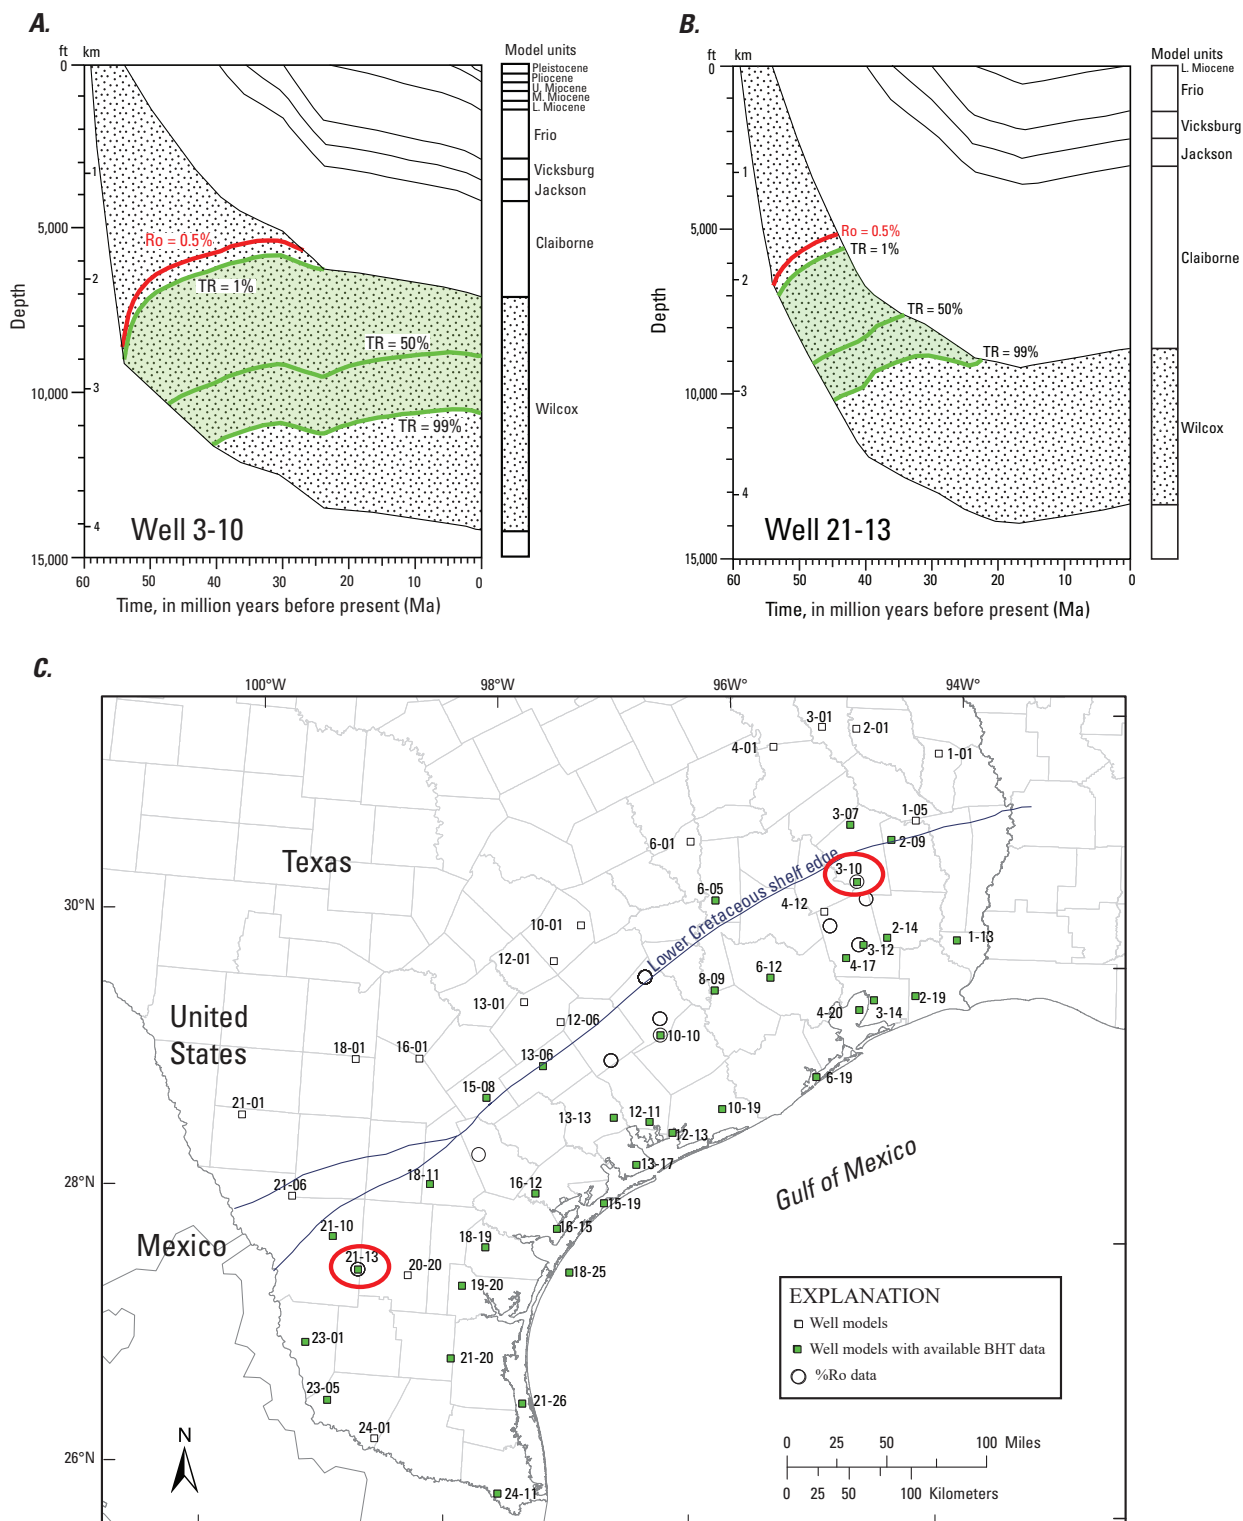 A.
ft km
Model units
0
Pleistocene
Pliocene
U. Miocene
M. Miocene
L. Miocene
Frio
1
Vicksburg
Jackson
5,000
Ro = 0.5%
Claiborne
2
TR = 1%
Depth
TR = 50%
10,000
3
Wilcox
TR = 99%
4
Well 3-10
15,000
60 50 40 30 20 10 0
Time, in million years before present (Ma)
B.
ft km
Model units
0
L. Miocene
Frio
Vicksburg
Jackson
1
5,000
Ro = 0.5%
TR = 1%
Claiborne
2
Depth
TR = 50%
TR = 99%
10,000
3
Wilcox
4
Well 21-13
15,000
60 50 40 30 20 10 0
Time, in million years before present (Ma)
C.
100°W 98°W 96°W 94°W
3-01
2-01
4-01
1-01
1-05
3-07
2-09
6-01
Texas
Lower Cretaceous shelf edge
3-10
6-05
4-12
30°N
10-01
2-14
1-13
3-12
12-01
6-12
4-17
8-09
13-01
2-19
4-20
3-14
United
States
12-06
10-10
18-01
16-01
13-06
6-19
15-08
21-01
10-19
13-13
12-11
12-13
13-17
28°N
21-06
18-11
16-12
15-19
Gulf of Mexico
21-10
16-15
Mexico
18-19
21-13
20-20
18-25
19-20
23-01
21-20
23-05
21-26
24-01
N
26°N
24-11
EXPLANATION
Well models
Well models with available BHT data
%Ro data
0 25 50 100 Miles
0 25 50 100 Kilometers